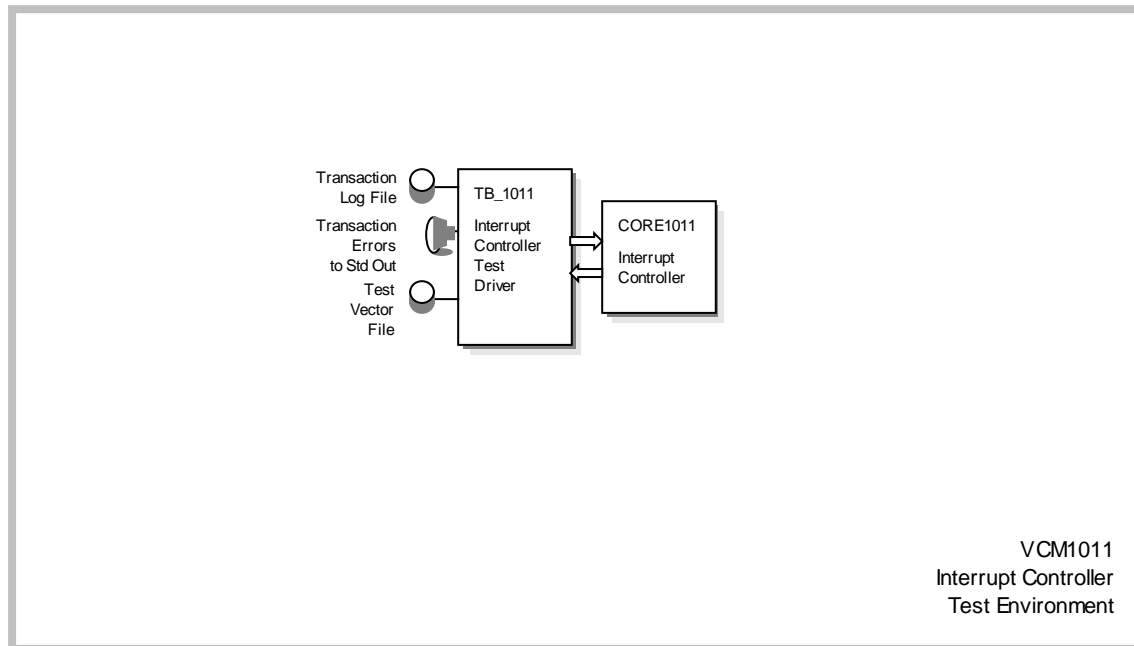 Transaction
Log File
Transaction
Errors
to Std Out
Test
Vector
File
TB_1011
Interrupt
Controller
Test
Driver
CORE1011
Interrupt
Controller
VCM1011
Interrupt Controller
Test Environment